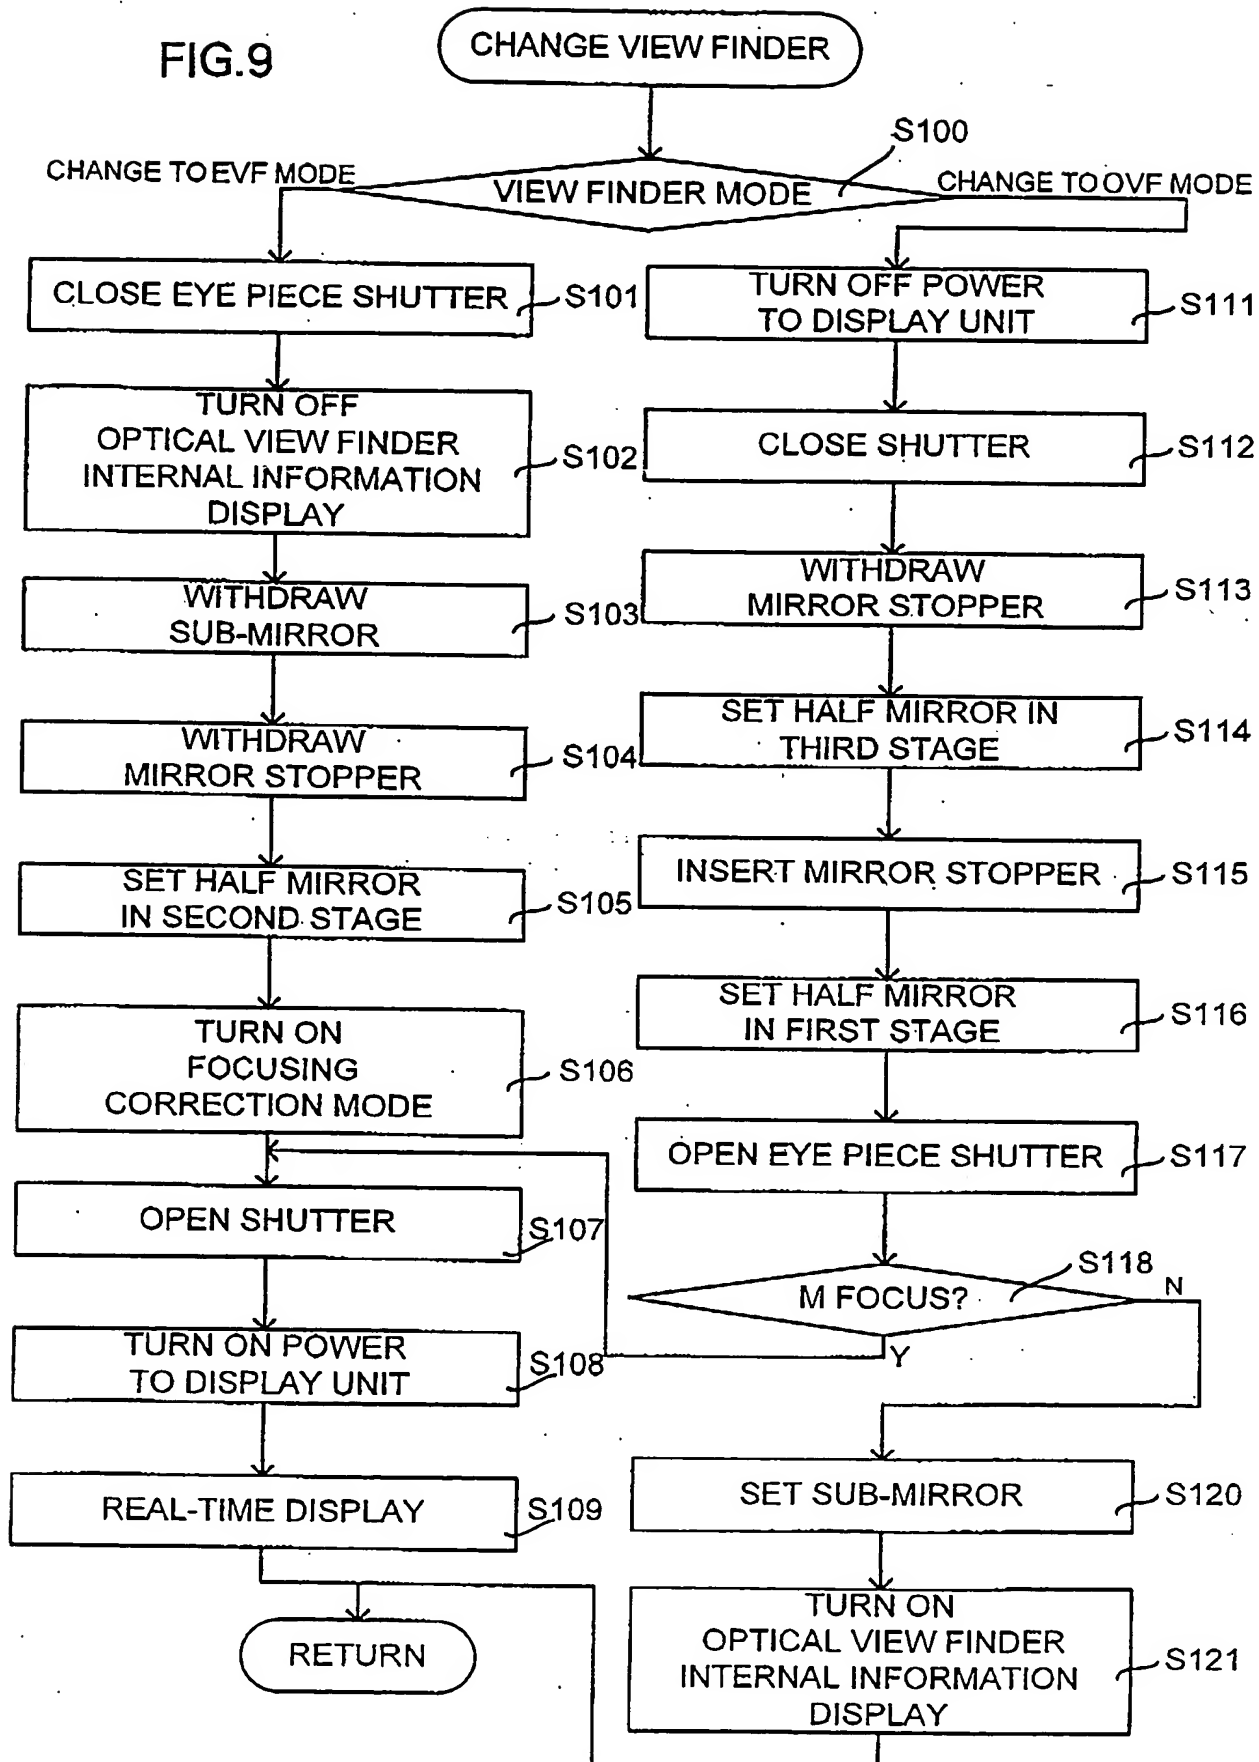 FIG.9
CHANGE VIEW FINDER
S100
CHANGE TO EVF MODE
VIEW FINDER MODE
CHANGE TO OVF MODE
CLOSE EYE PIECE SHUTTER
S101
TURN OFF
OPTICAL VIEW FINDER
INTERNAL INFORMATION
DISPLAY
S102
WITHDRAW
SUB-MIRROR
S103
WITHDRAW
MIRROR STOPPER
S104
SET HALF MIRROR
IN SECOND STAGE
S105
TURN ON
FOCUSING
CORRECTION MODE
S106
OPEN SHUTTER
S107
TURN ON POWER
TO DISPLAY UNIT
S108
REAL-TIME DISPLAY
S109
RETURN
TURN OFF POWER
TO DISPLAY UNIT
S111
CLOSE SHUTTER
S112
WITHDRAW
MIRROR STOPPER
S113
SET HALF MIRROR IN
THIRD STAGE
S114
INSERT MIRROR STOPPER
S115
SET HALF MIRROR
IN FIRST STAGE
S116
OPEN EYE PIECE SHUTTER
S117
S118
M FOCUS?
N
Y
SET SUB-MIRROR
S120
TURN ON
OPTICAL VIEW FINDER
INTERNAL INFORMATION
DISPLAY
S121